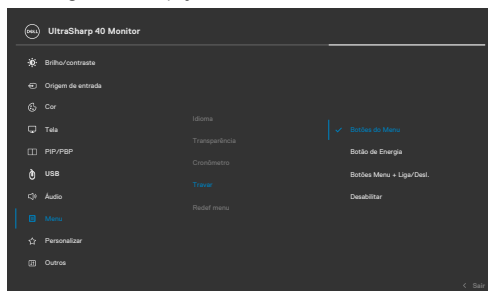 DELL UltraSharp 40 Monitor
Brilho/contraste
Origem de entrada
Cor
Tela
PIP/PBP
USB
Áudio
Menu
Personalizar
Outros
Idioma
Transparência
Cronômetro
Travar
Redef menu
Botões do Menu
Botão de Energia
Botões Menu + Liga/Desl.
Desabilitar
Sair